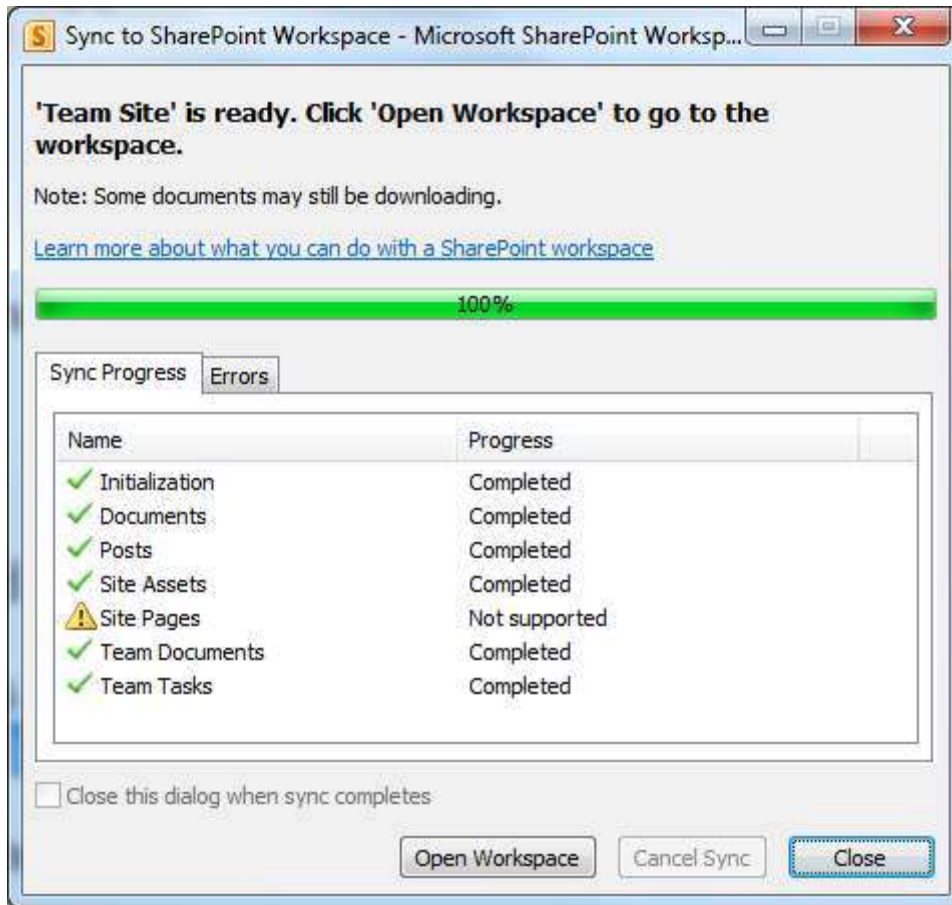 Sync to SharePoint Workspace - Microsoft SharePoint Worksp...
'Team Site' is ready. Click 'Open Workspace' to go to the
workspace.
Note: Some documents may still be downloading.
Learn more about what you can do with a SharePoint workspace
100%
Sync Progress Errors
Name Progress
Initialization Completed
Documents Completed
Posts Completed
Site Assets Completed
Site Pages Not supported
Team Documents Completed
Team Tasks Completed
Close this dialog when sync completes
Open Workspace Cancel Sync Close